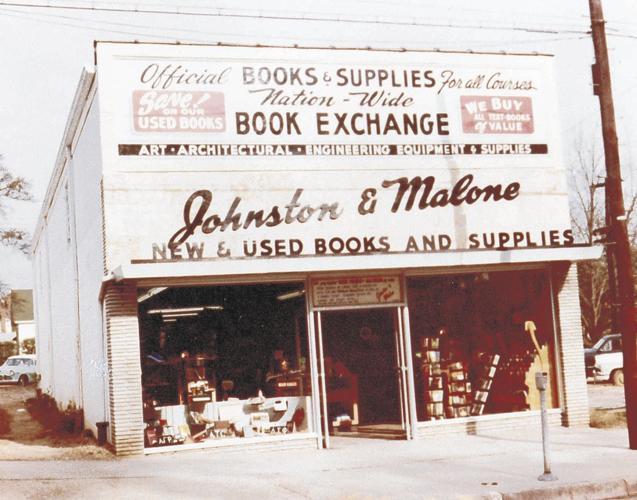 Official BOOKS & SUPPLIES For all Courses
Save!
ON OUR
USED BOOKS
Nation-Wide
BOOK EXCHANGE
WE BUY
ALL TEXT-BOOKS
of VALUE
ART • ARCHITECTURAL • ENGINEERING EQUIPMENT & SUPPLIES
Johnston & Malone
NEW & USED BOOKS AND SUPPLIES